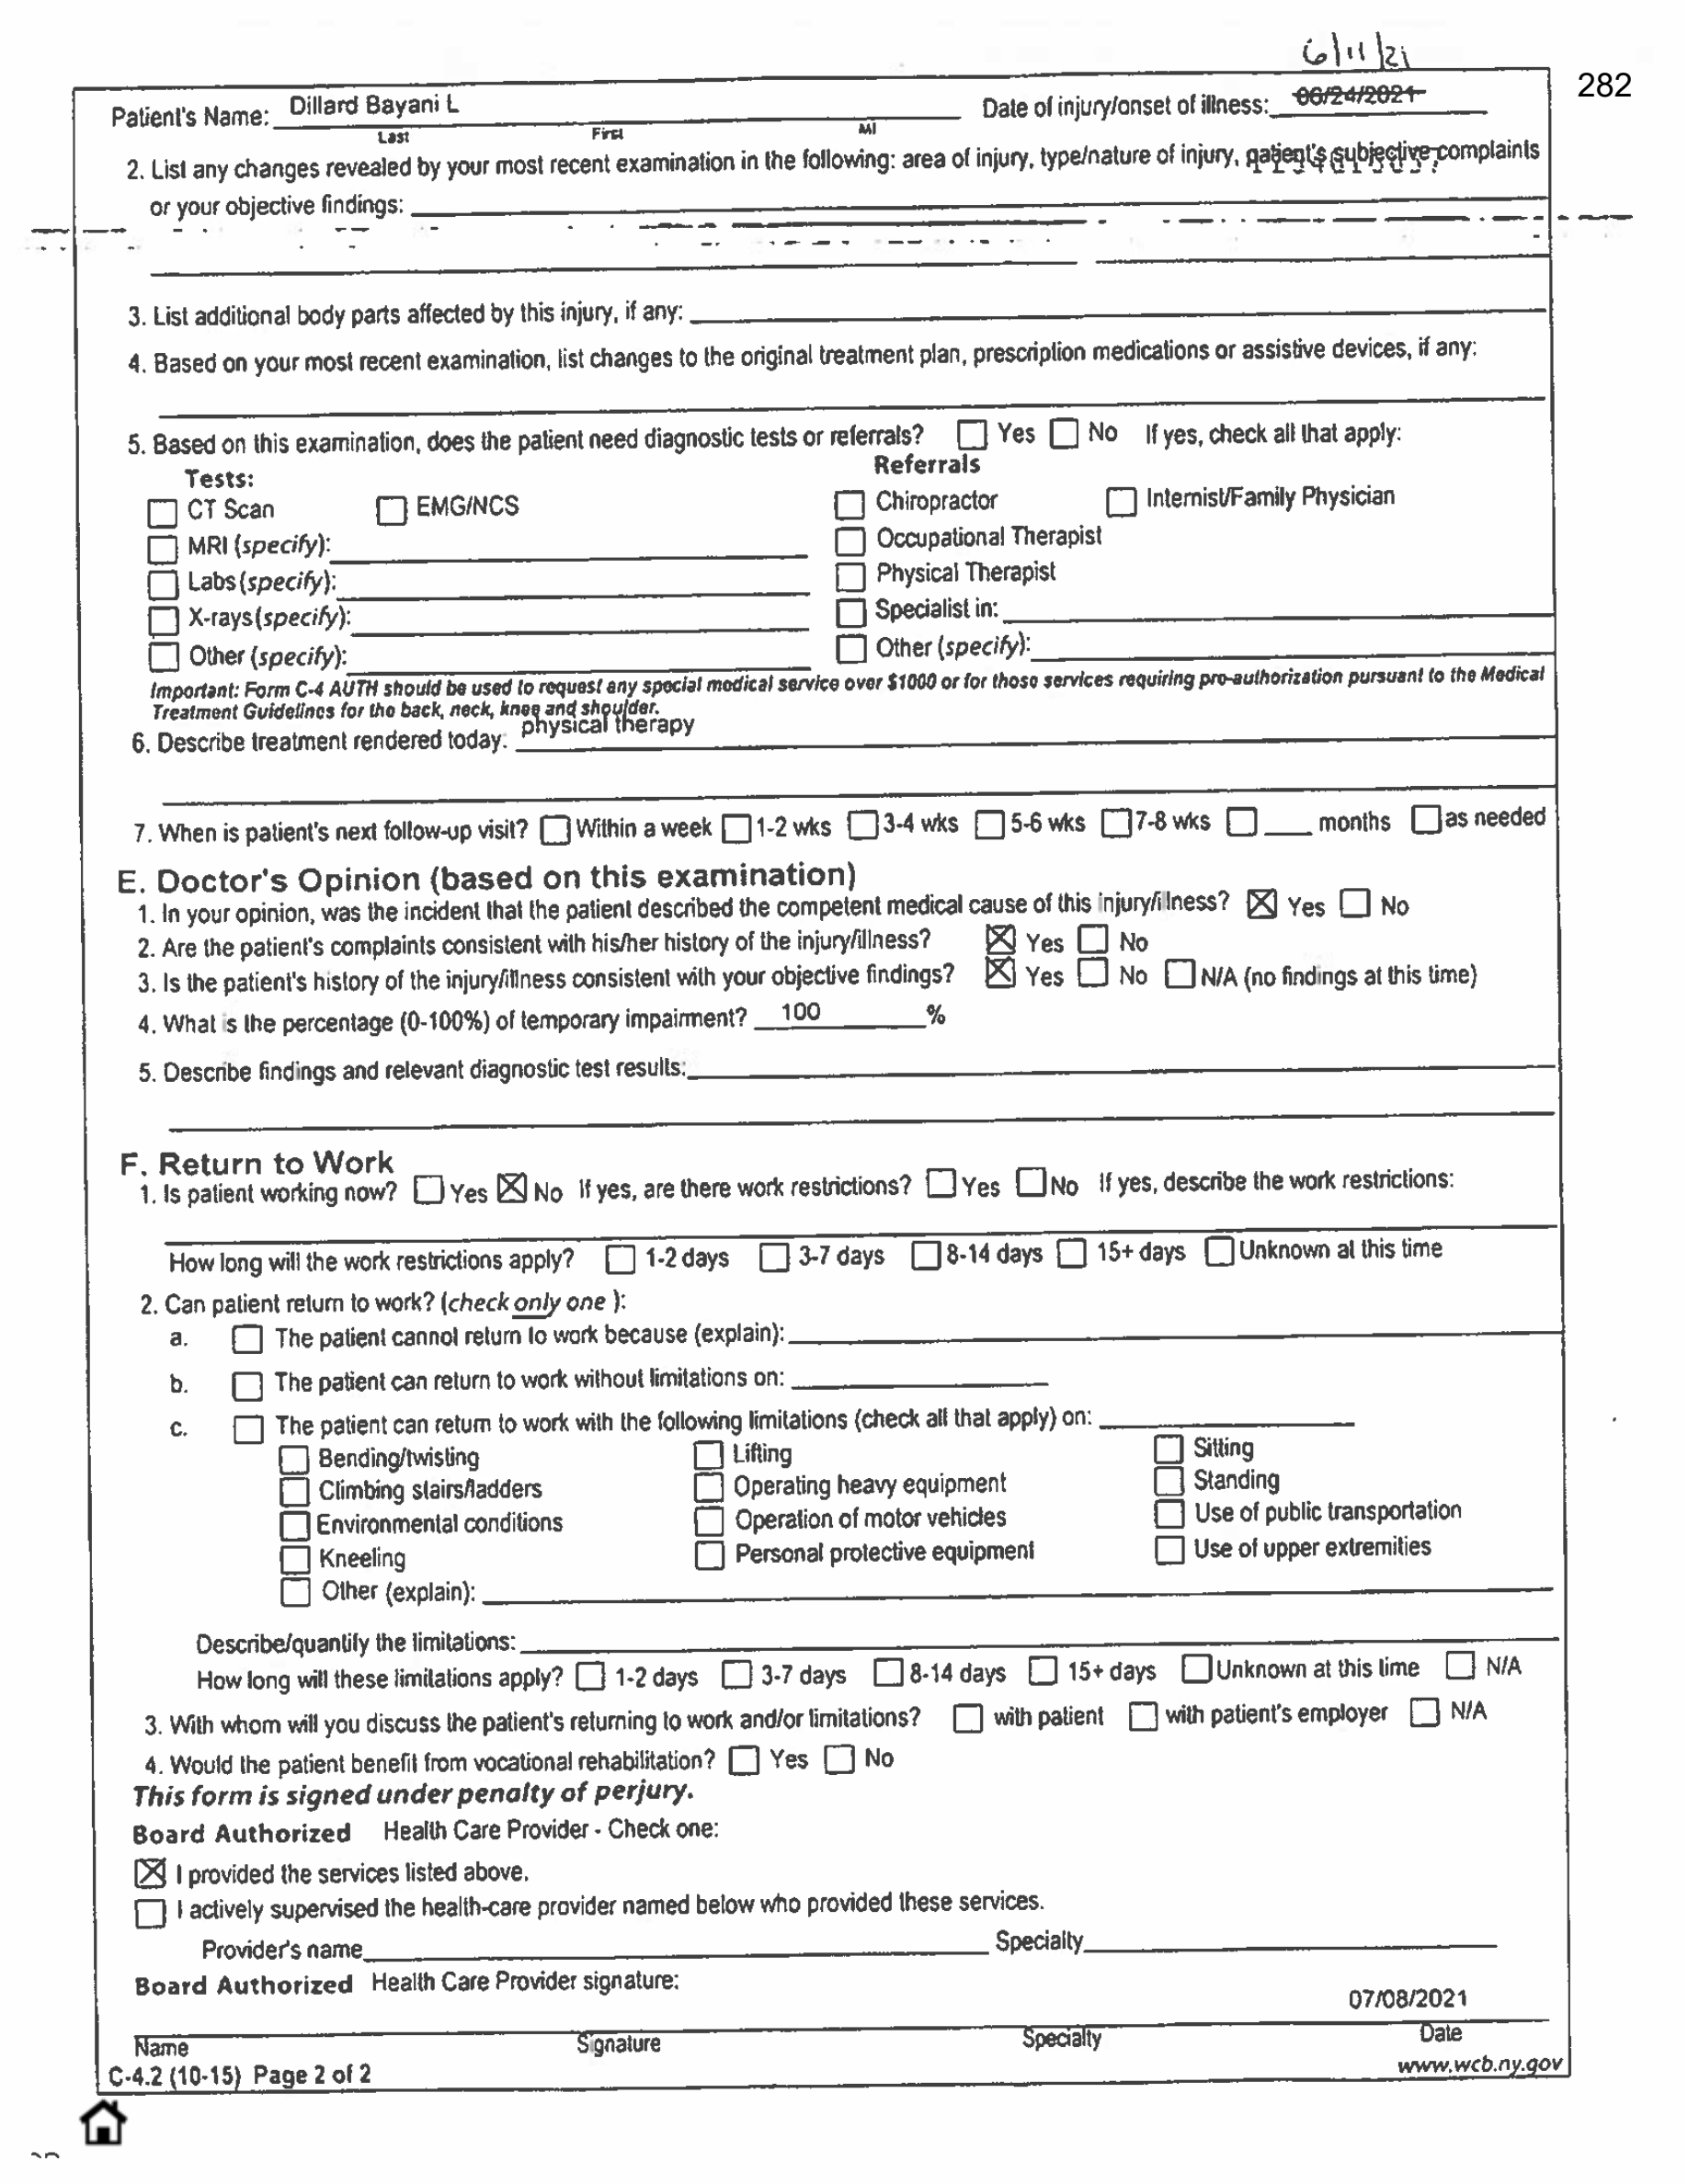 6/11/21
282
Patient's Name: Dillard Bayani L Date of injury/onset of illness: 06/24/2021
Last First MI
2. List any changes revealed by your most recent examination in the following: area of injury, type/nature of injury, patient's subjective complaints
or your objective findings:
3. List additional body parts affected by this injury, if any:
4. Based on your most recent examination, list changes to the original treatment plan, prescription medications or assistive devices, if any:
5. Based on this examination, does the patient need diagnostic tests or referrals? Yes No If yes, check all that apply:
Tests: Referrals
CT Scan EMG/NCS Chiropractor Internist/Family Physician
MRI (specify): Occupational Therapist
Labs (specify): Physical Therapist
X-rays (specify): Specialist in:
Other (specify): Other (specify):
Important: Form C-4 AUTH should be used to request any special medical service over $1000 or for those services requiring pre-authorization pursuant to the Medical
Treatment Guidelines for the back, neck, knee and shoulder.
6. Describe treatment rendered today: physical therapy
7. When is patient's next follow-up visit? Within a week 1-2 wks 3-4 wks 5-6 wks 7-8 wks ___ months as needed
E. Doctor's Opinion (based on this examination)
1. In your opinion, was the incident that the patient described the competent medical cause of this injury/illness? ☒ Yes No
2. Are the patient's complaints consistent with his/her history of the injury/illness? ☒ Yes No
3. Is the patient's history of the injury/illness consistent with your objective findings? ☒ Yes No N/A (no findings at this time)
4. What is the percentage (0-100%) of temporary impairment? 100 %
5. Describe findings and relevant diagnostic test results:
F. Return to Work
1. Is patient working now? Yes ☒ No If yes, are there work restrictions? Yes No If yes, describe the work restrictions:
How long will the work restrictions apply? 1-2 days 3-7 days 8-14 days 15+ days Unknown at this time
2. Can patient return to work? (check only one ):
a. The patient cannot return to work because (explain):
b. The patient can return to work without limitations on:
c. The patient can return to work with the following limitations (check all that apply) on:
Bending/twisting Lifting Sitting
Climbing stairs/ladders Operating heavy equipment Standing
Environmental conditions Operation of motor vehicles Use of public transportation
Kneeling Personal protective equipment Use of upper extremities
Other (explain):
Describe/quantify the limitations:
How long will these limitations apply? 1-2 days 3-7 days 8-14 days 15+ days Unknown at this time N/A
3. With whom will you discuss the patient's returning to work and/or limitations? with patient with patient's employer N/A
4. Would the patient benefit from vocational rehabilitation? Yes No
This form is signed under penalty of perjury.
Board Authorized Health Care Provider - Check one:
☒ I provided the services listed above.
I actively supervised the health-care provider named below who provided these services.
Provider's name Specialty
Board Authorized Health Care Provider signature:
07/08/2021
Name Signature Specialty Date
C-4.2 (10-15) Page 2 of 2 www.wcb.ny.gov